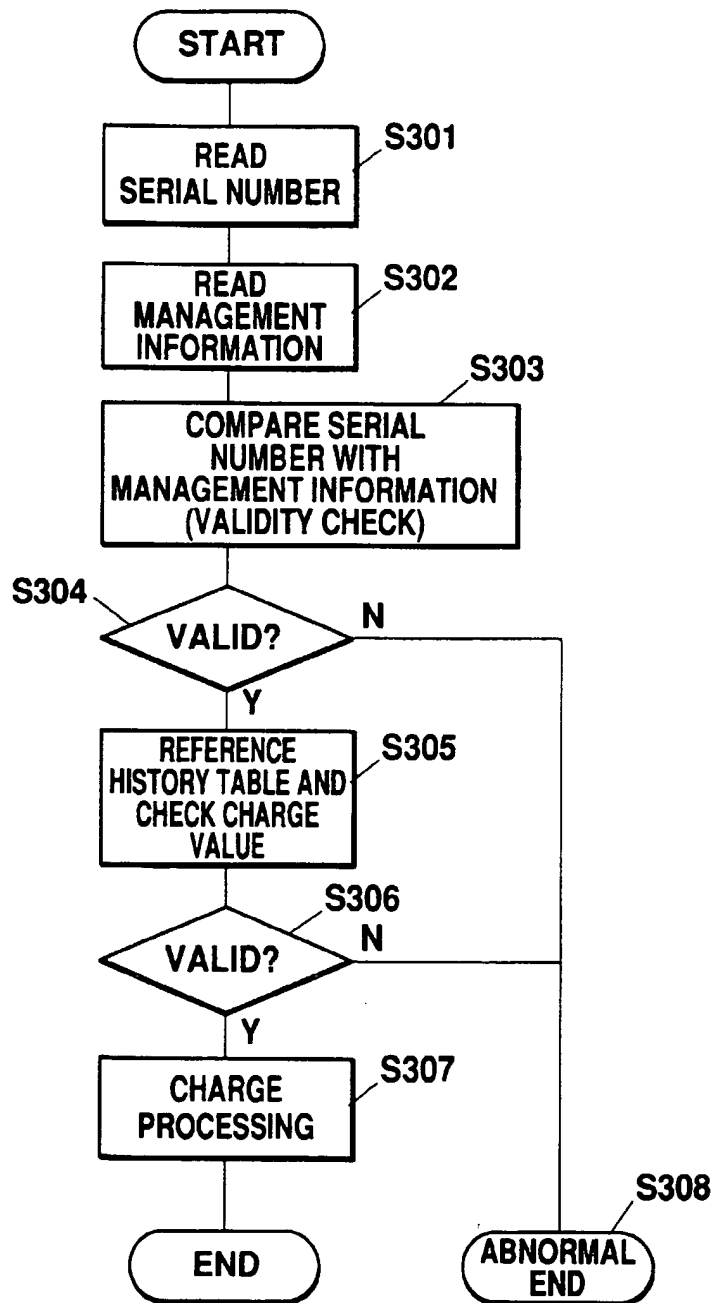 START
S301
READ
SERIAL NUMBER
S302
READ
MANAGEMENT
INFORMATION
S303
COMPARE SERIAL
NUMBER WITH
MANAGEMENT INFORMATION
(VALIDITY CHECK)
S304
VALID?
N
Y
S305
REFERENCE
HISTORY TABLE AND
CHECK CHARGE
VALUE
S306
VALID?
N
Y
S307
CHARGE
PROCESSING
S308
END
ABNORMAL
END